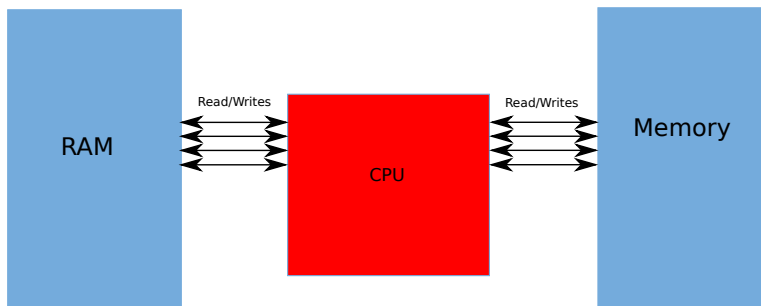 Read/Writes
Read/Writes
RAM
Memory
CPU